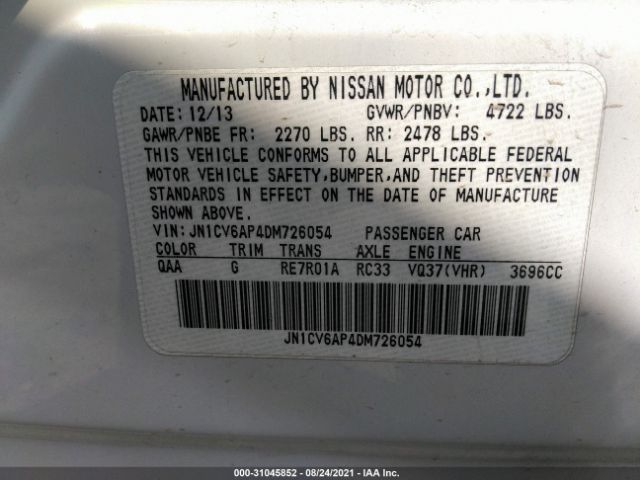 MANUFACTURED BY NISSAN MOTOR CO.,LTD.
DATE: 12/13 GVWR/PNBV: 4722 LBS.
GAWR/PNBE FR: 2270 LBS. RR: 2478 LBS.
THIS VEHICLE CONFORMS TO ALL APPLICABLE FEDERAL
MOTOR VEHICLE SAFETY,BUMPER,AND THEFT PREVENTION
STANDARDS IN EFFECT ON THE DATE OF MANUFACTURE
SHOWN ABOVE.
VIN:JN1CV6AP4DM726054 PASSENGER CAR
COLOR TRIM TRANS AXLE ENGINE
QAA G RE7R01A RC33 VQ37(VHR) 3696CC
JN1CV6AP4DM726054
000-31045852 - 08/24/2021 - IAA Inc.